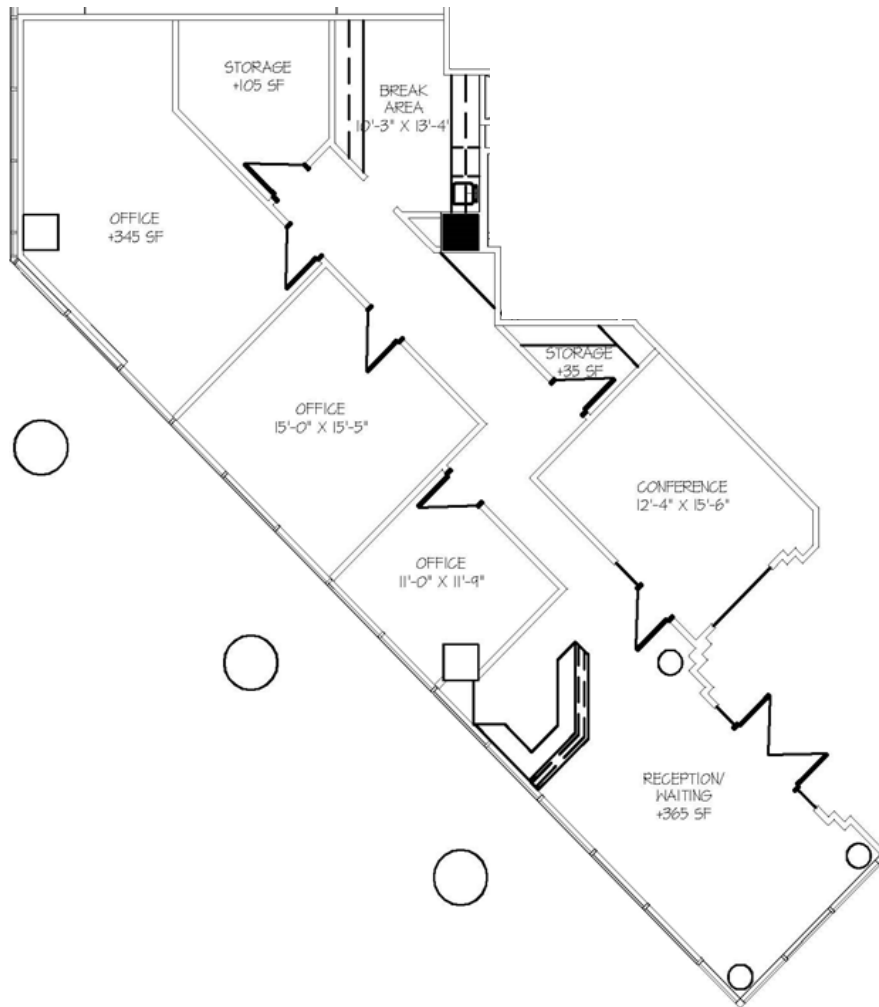 STORAGE
+105 SF
BREAK
AREA
10'-3" X 13'-4"
OFFICE
+345 SF
STORAGE
+35 SF
OFFICE
15'-0" X 15'-5"
CONFERENCE
12'-4" X 15'-6"
OFFICE
11'-0" X 11'-9"
RECEPTION/
WAITING
+365 SF